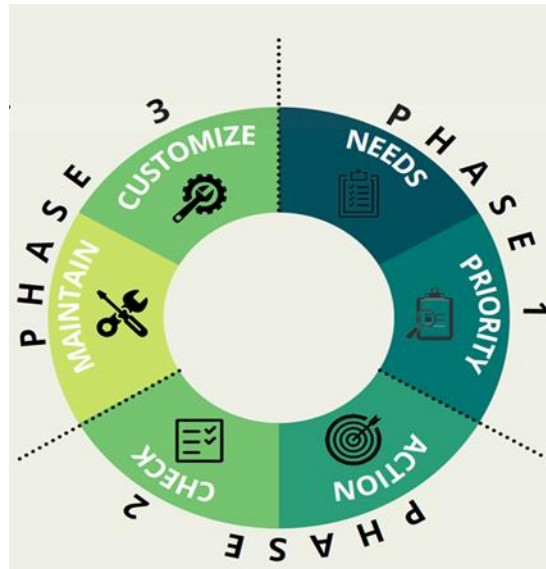 PHASE 1
NEEDS
PRIORITY
PHASE 2
ACTION
CHECK
PHASE 3
MAINTAIN
CUSTOMIZE